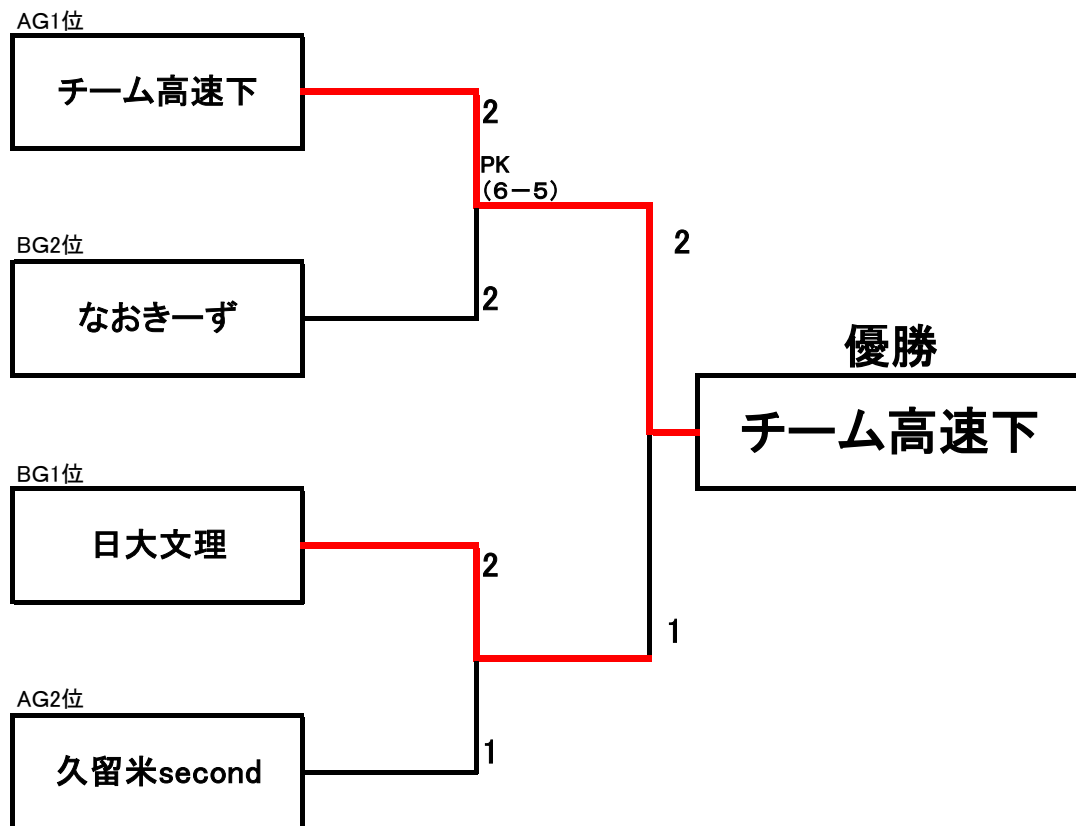 AG1位
チーム高速下
2
PK
(6-5)
2
BG2位
2
なおきーず
優勝
チーム高速下
BG1位
日大文理
2
1
AG2位
1
久留米second